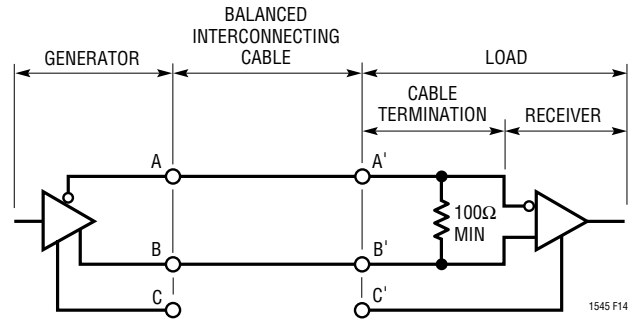 BALANCED
INTERCONNECTING
CABLE
GENERATOR
LOAD
CABLE
TERMINATION
RECEIVER
A
A'
100Ω
MIN
B
B'
C
C'
1545 F14